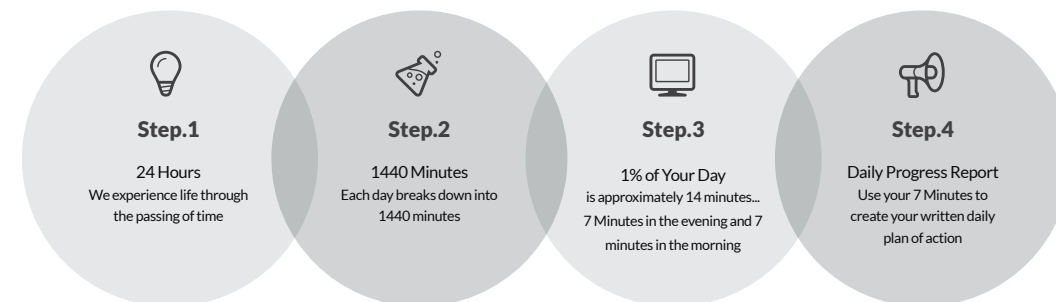 Step.1
24 Hours
We experience life through
the passing of time
Step.2
1440 Minutes
Each day breaks down into
1440 minutes
Step.3
1% of Your Day
is approximately 14 minutes...
7 Minutes in the evening and 7
minutes in the morning
Step.4
Daily Progress Report
Use your 7 Minutes to
create your written daily
plan of action